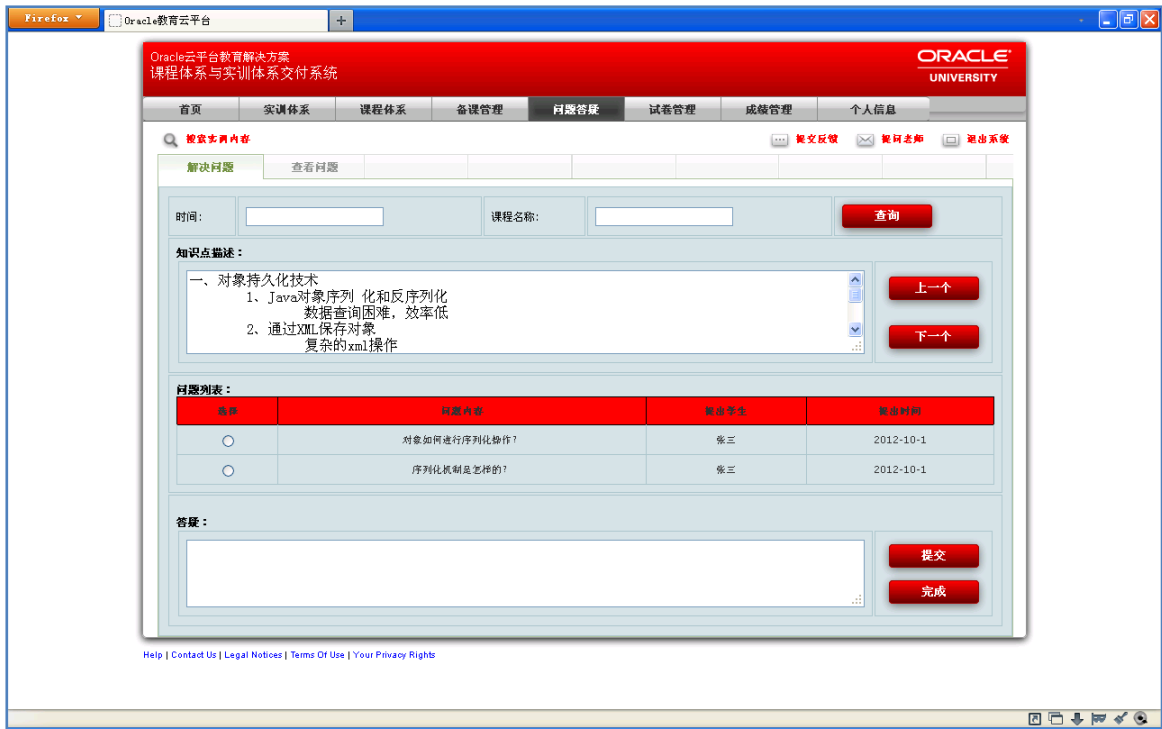 Firefox
Oracle教育云平台
Oracle云平台教育解决方案
课程体系与实训体系交付系统
ORACLE
UNIVERSITY
首页 实训体系 课程体系 备课管理 问题答疑 试卷管理 成绩管理 个人信息
搜索实训内容 提交反馈 提问老师 退出系统
解决问题 查看问题
时间: 课程名称: 查询
知识点描述:
一、对象持久化技术
1、Java对象序列 化和反序列化
数据查询困难, 效率低
2、通过XML保存对象
复杂的xml操作
上一个
下一个
问题列表:
选择 问题内容 提出学生 提出时间
对象如何进行序列化操作? 张三 2012-10-1
序列化机制是怎样的? 张三 2012-10-1
答疑:
提交
完成
Help | Contact Us | Legal Notices | Terms Of Use | Your Privacy Rights